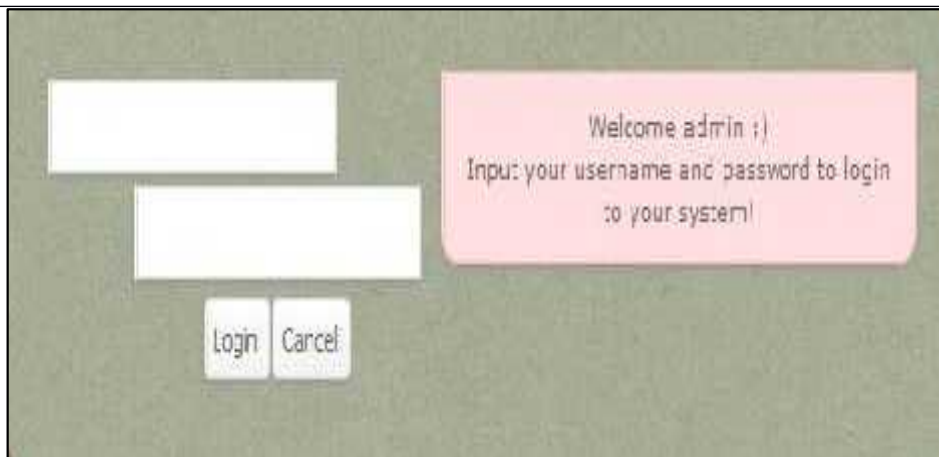 Welcome admin :)
Input your username and password to login
to your system!
Login Cancel